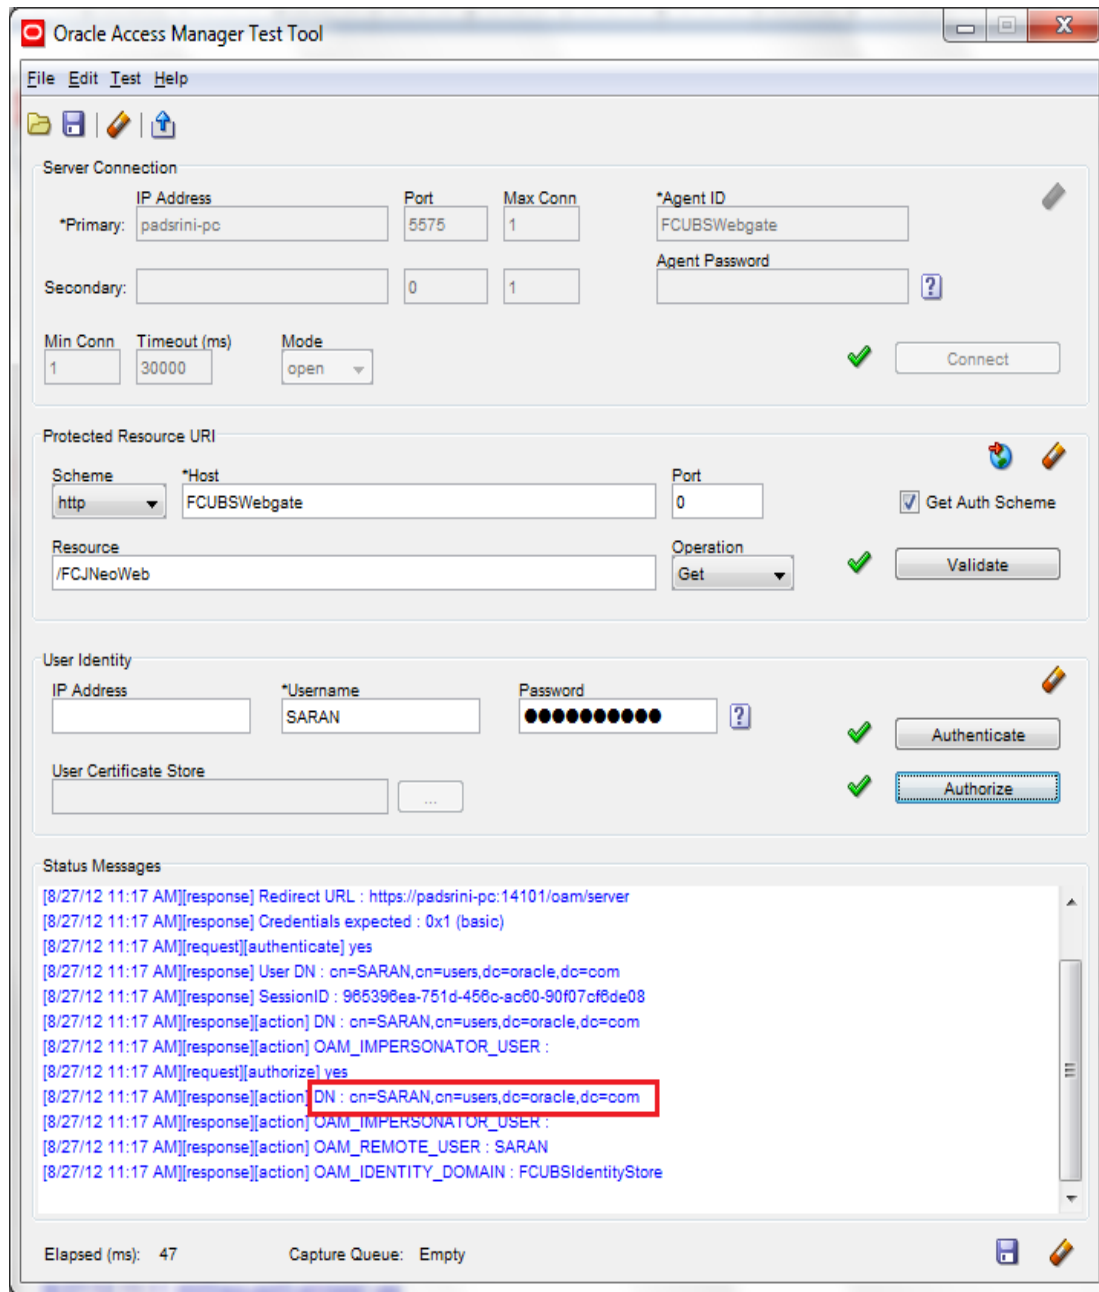 Oracle Access Manager Test Tool
File Edit Test Help
Server Connection
IP Address Port Max Conn *Agent ID
*Primary: padsrini-pc 5575 1 FCUBSWebgate
Agent Password
Secondary: 0 1
Min Conn Timeout (ms) Mode
1 30000 open Connect
Protected Resource URI
Scheme *Host Port
http FCUBSWebgate 0 Get Auth Scheme
Resource Operation
/FCJNeoWeb Get Validate
User Identity
IP Address *Username Password
SARAN ●●●●●●●●●●
Authenticate
User Certificate Store
... Authorize
Status Messages
[8/27/12 11:17 AM][response] Redirect URL : https://padsrini-pc:14101/oam/server
[8/27/12 11:17 AM][response] Credentials expected : 0x1 (basic)
[8/27/12 11:17 AM][request][authenticate] yes
[8/27/12 11:17 AM][response] User DN : cn=SARAN,cn=users,dc=oracle,dc=com
[8/27/12 11:17 AM][response] SessionID : 965396ea-751d-456c-ac60-90f07cf6de08
[8/27/12 11:17 AM][response][action] DN : cn=SARAN,cn=users,dc=oracle,dc=com
[8/27/12 11:17 AM][response][action] OAM_IMPERSONATOR_USER :
[8/27/12 11:17 AM][request][authorize] yes
[8/27/12 11:17 AM][response][action] DN : cn=SARAN,cn=users,dc=oracle,dc=com
[8/27/12 11:17 AM][response][action] OAM_IMPERSONATOR_USER :
[8/27/12 11:17 AM][response][action] OAM_REMOTE_USER : SARAN
[8/27/12 11:17 AM][response][action] OAM_IDENTITY_DOMAIN : FCUBSIdentityStore
Elapsed (ms): 47 Capture Queue: Empty